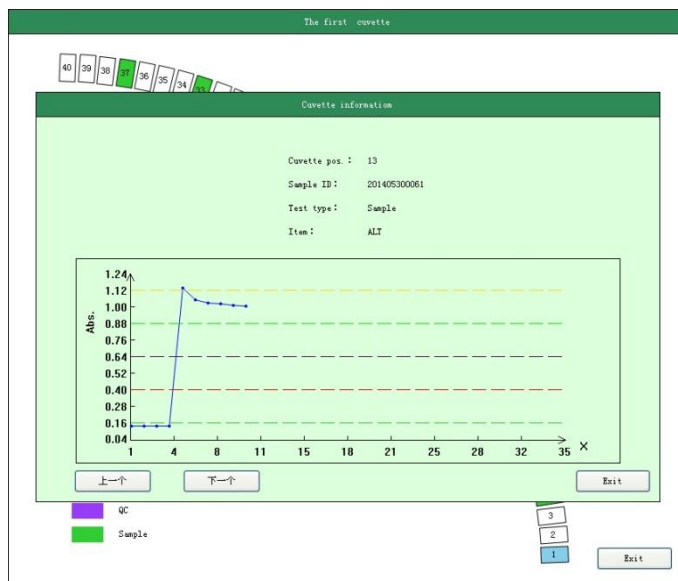 The first cuvette
40 39 38 37 36 35 34 33
Cuvette information
Cuvette pos.: 13
Sample ID: 201405300061
Test type: Sample
Item: ALT
Abs.
1.24
1.12
1.00
0.88
0.76
0.64
0.52
0.40
0.28
0.16
0.04
1 4 8 11 15 18 21 25 28 32 35 X
上一个 下一个 Exit
QC
Sample
3
2
1
Exit